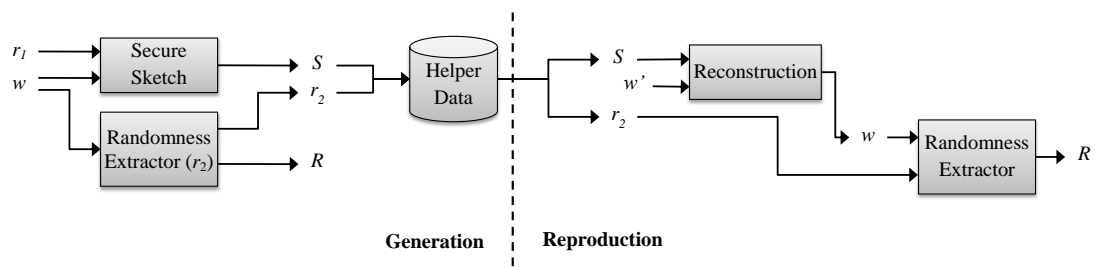 r1
w
Secure
Sketch
Randomness
Extractor (r2)
S
r2
R
Helper
Data
S
w’
r2
Reconstruction
w
Randomness
Extractor
R
Generation
Reproduction